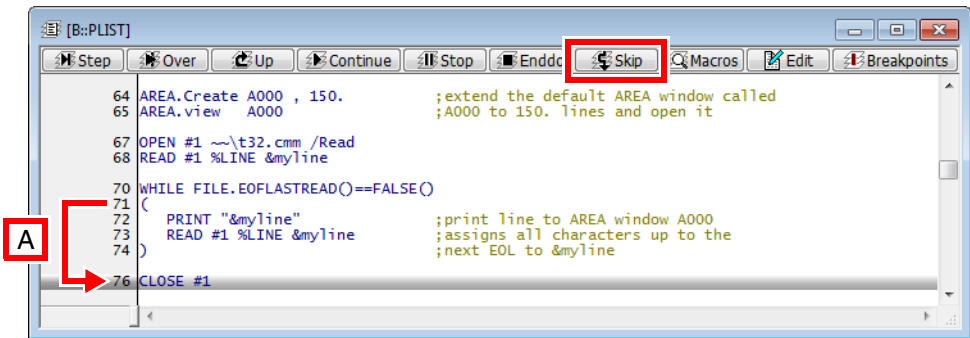 [B::PLIST]
Step Over Up Continue Stop Enddo Skip Macros Edit Breakpoints
64 AREA.Create A000 , 150. ;extend the default AREA window called
65 AREA.view A000 ;A000 to 150. lines and open it
67 OPEN #1 ~~\t32.cmm /Read
68 READ #1 %LINE &myline
70 WHILE FILE.EOFLASTREAD()==FALSE()
71 (
72 PRINT "&myline" ;print line to AREA window A000
73 READ #1 %LINE &myline ;assigns all characters up to the
74 ) ;next EOL to &myline
A
76 CLOSE #1